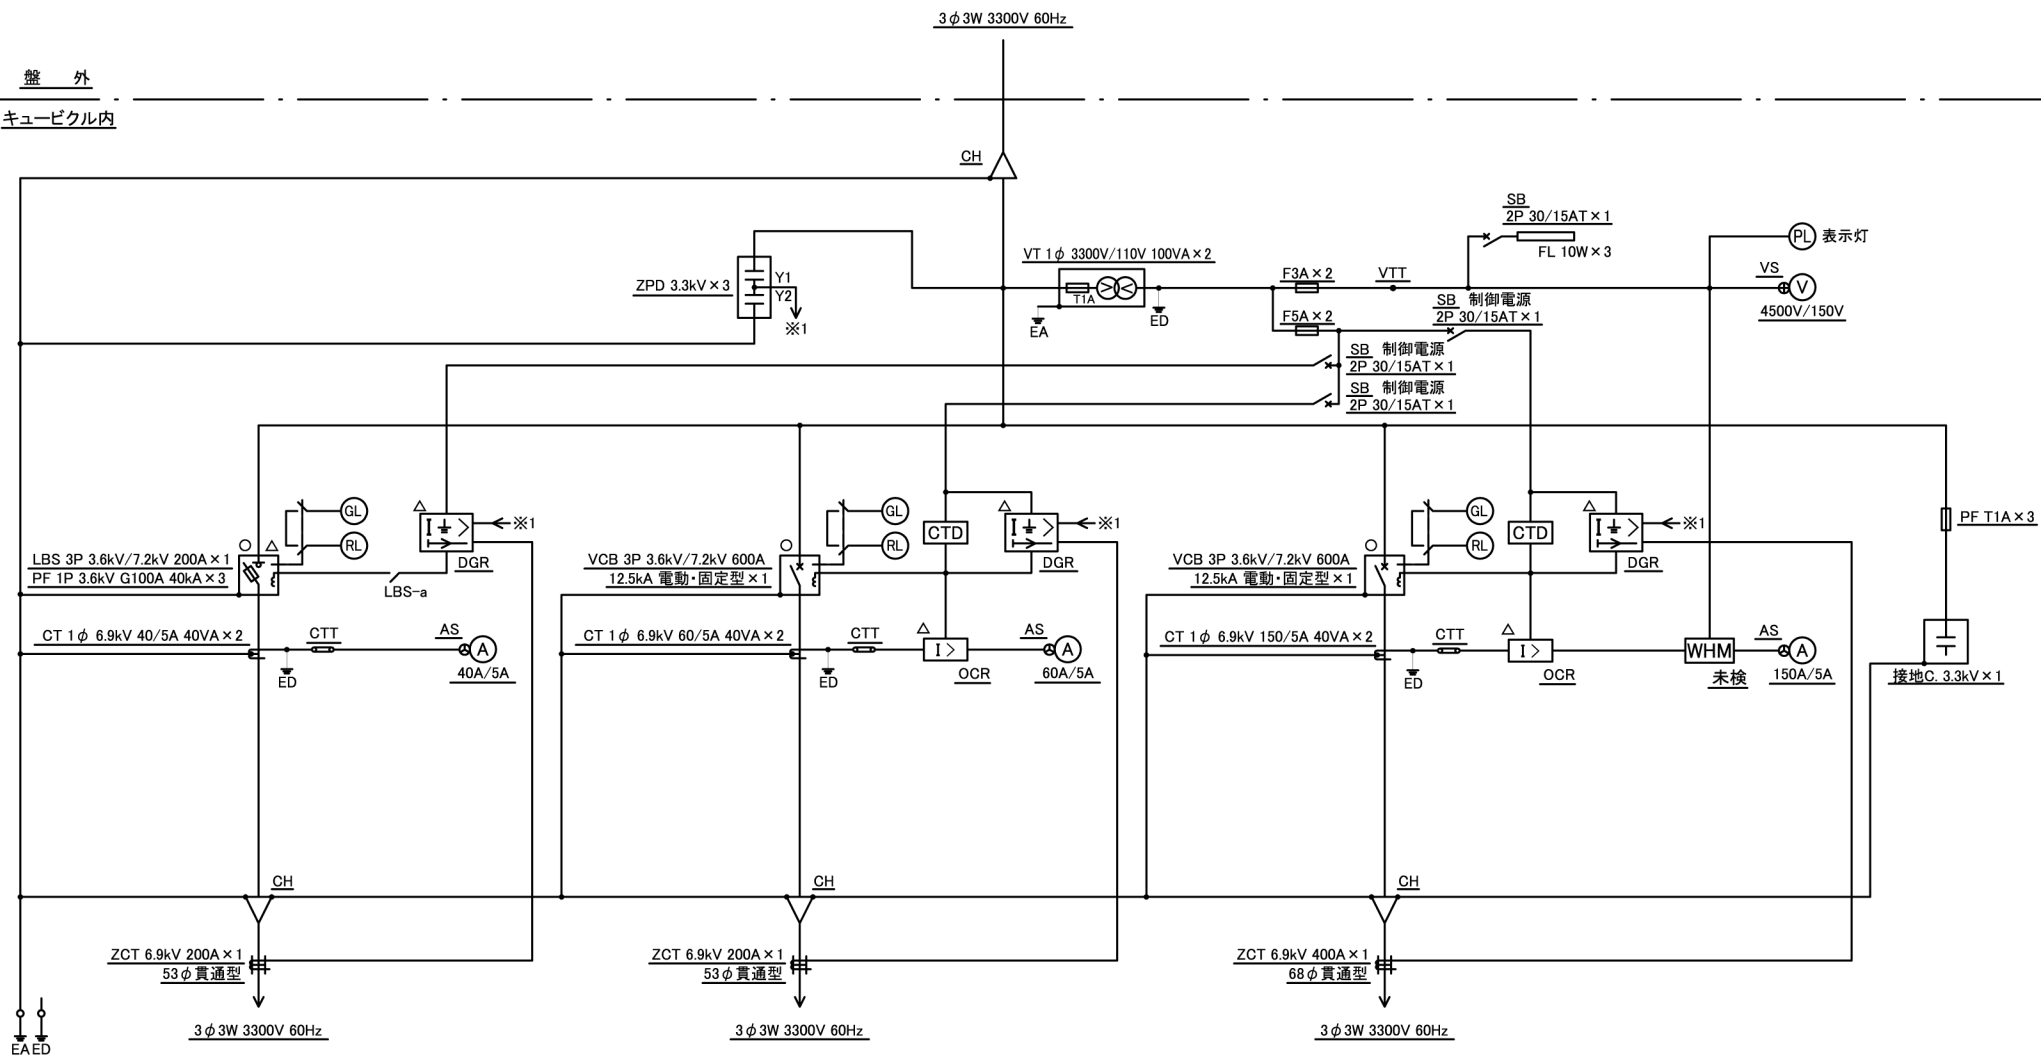 3φ3W 3300V 60Hz
盤 外
キュービクル内
CH
SB
2P 30/15AT×1
FL 10W×3
PL 表示灯
VT 1φ 3300V/110V 100VA×2
T1A
EA
ED
F3A×2
VTT
VS
V
4500V/150V
ZPD 3.3kV×3
Y1
Y2
※1
F5A×2
SB 制御電源
2P 30/15AT×1
SB 制御電源
2P 30/15AT×1
SB 制御電源
2P 30/15AT×1
GL
RL
※1
DGR
LBS 3P 3.6kV/7.2kV 200A×1
PF 1P 3.6kV G100A 40kA×3
LBS-a
CT 1φ 6.9kV 40/5A 40VA×2
CTT
AS
A
ED
40A/5A
GL
RL
CTD
I
※1
DGR
VCB 3P 3.6kV/7.2kV 600A
12.5kA 電動・固定型×1
CT 1φ 6.9kV 60/5A 40VA×2
CTT
I >
AS
A
ED
OCR
60A/5A
GL
RL
CTD
I
※1
DGR
VCB 3P 3.6kV/7.2kV 600A
12.5kA 電動・固定型×1
CT 1φ 6.9kV 150/5A 40VA×2
CTT
I >
WHM
AS
A
ED
OCR
未検
150A/5A
PF T1A×3
接地C. 3.3kV×1
CH
CH
CH
ZCT 6.9kV 200A×1
53φ貫通型
ZCT 6.9kV 200A×1
53φ貫通型
ZCT 6.9kV 400A×1
68φ貫通型
EA ED
3φ3W 3300V 60Hz
3φ3W 3300V 60Hz
3φ3W 3300V 60Hz